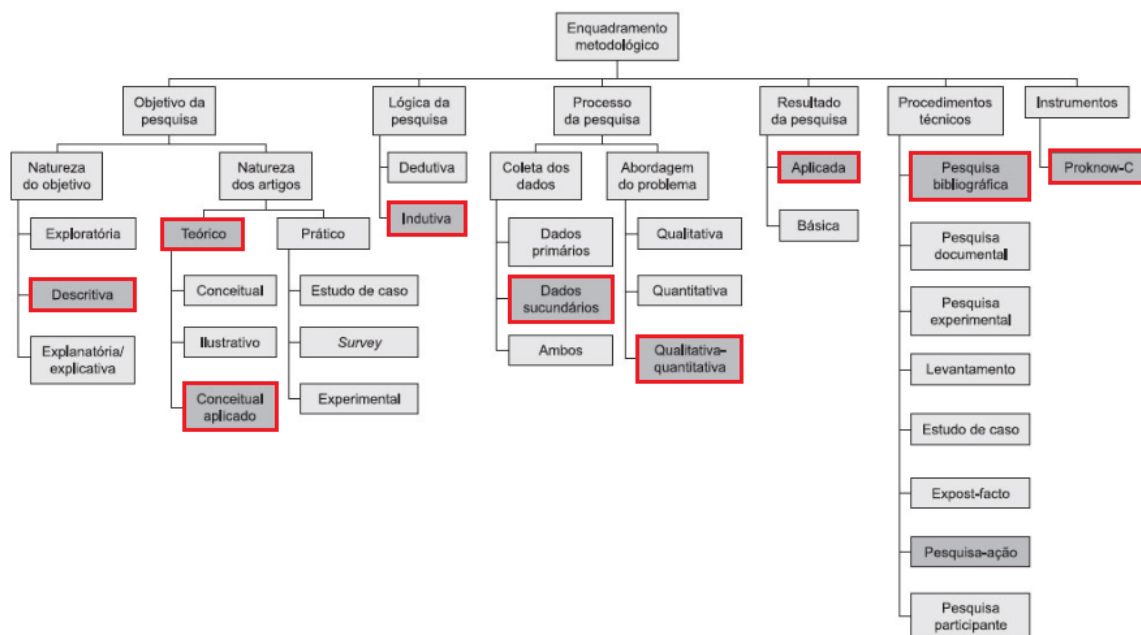 Enquadramento
metodológico
Objetivo da
pesquisa
Lógica da
pesquisa
Processo
da pesquisa
Resultado
da pesquisa
Procedimentos
técnicos
Instrumentos
Natureza
do objetivo
Natureza
dos artigos
Dedutiva
Indutiva
Coleta dos
dados
Abordagem
do problema
Aplicada
Básica
Pesquisa
bibliográfica
Proknow-C
Exploratória
Descritiva
Explanatória/
explicativa
Teórico
Prático
Conceitual
Ilustrativo
Conceitual
aplicado
Estudo de caso
Survey
Experimental
Dados
primários
Dados
sucundários
Ambos
Qualitativa
Quantitativa
Qualitativa-
quantitativa
Pesquisa
documental
Pesquisa
experimental
Levantamento
Estudo de caso
Expost-facto
Pesquisa-ação
Pesquisa
participante